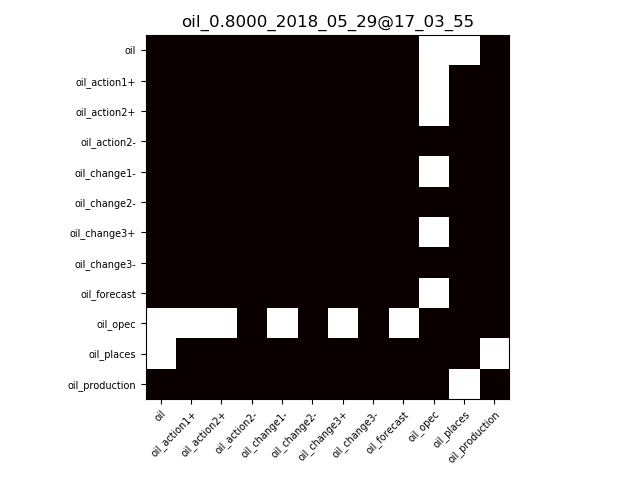 oil_0.8000_2018_05_29@17_03_55
oil
oil_action1+
oil_action2+
oil_action2-
oil_change1-
oil_change2-
oil_change3+
oil_change3-
oil_forecast
oil_opec
oil_places
oil_production
oil
oil_action1+
oil_action2+
oil_action2-
oil_change1-
oil_change2-
oil_change3+
oil_change3-
oil_forecast
oil_opec
oil_places
oil_production